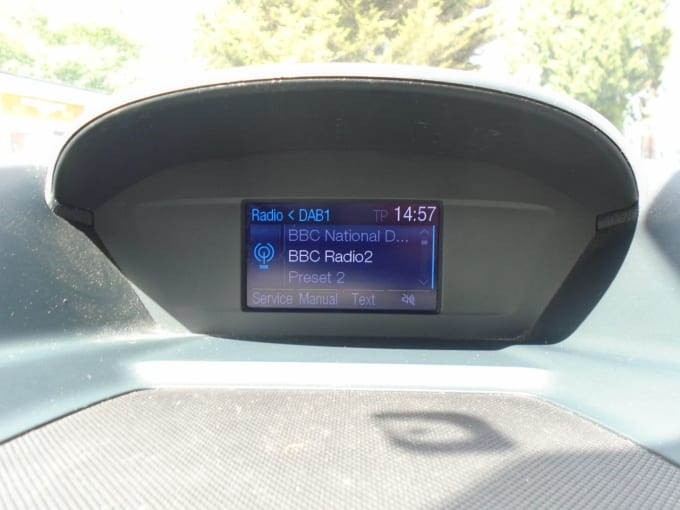 Radio < DAB1 TP 14:57
BBC National D...
BBC Radio2
Preset 2
Service Manual Text